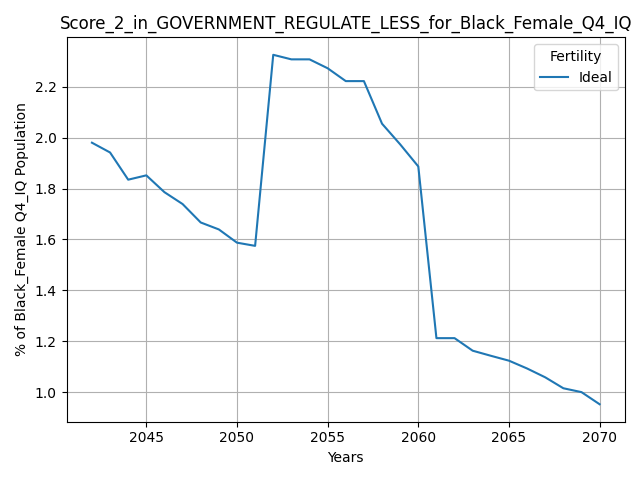 Score_2_in_GOVERNMENT_REGULATE_LESS_for_Black_Female_Q4_IQ
Fertility
Ideal
% of Black_Female Q4_IQ Population
2.2
2.0
1.8
1.6
1.4
1.2
1.0
2045 2050 2055 2060 2065 2070
Years